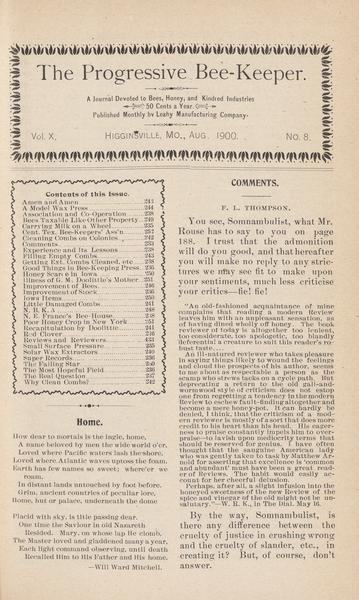 The Progressive Bee-Keeper.
A Journal Devoted to Bees, Honey, and Kindred Industries
50 Cents a Year.
Published Monthly by Leahy Manufacturing Company.
Vol. X, HIGGINSVILLE, MO., AUG. 1900. No. 8.
Contents of this Issue.
Amen and Amen 243
A Model Wax Press 244
Association and Co-Operation 238
Bees Taxable Like Other Property 249
Carrying Milk on a Wheel 235
Cent. Tex. Bee-Keepers' Ass'n 237
Cleaning Combs on Colonies 242
Comments 233
Experience and Its Lessons 238
Filling Empty Combs 243
Getting Ext. Combs Cleaned, etc
Good Things in Bee-Keeping Press 245
Honey Scarce in Iowa 250
Illness of G. M. Doolittle's Mother 251
Improvement of Bees 246
Improvement of Stock
Iowa Items 250
Little Damaged Combs 241
N. B. K. A. 248
N. E. France's Bee-House
Poor Honey Crop in New York
Recapitulation by Doolittle 241
Red Clover
Reviews and Reviewers 433
Small Surface Pressure
Solar Wax Extractors 240
Super Records
The Falling Star 250
The Most Hopeful Field
The Real Question 247
Why Clean Combs? 242
Home.
How dear to mortals is the ingle, home,
A name beloved by men the wide world o'er.
Loved where Pacific waters lash the shore.
Loved where Atlantic waves uptoss the foam.
Earth has few names so sweet; where'er we
roam.
In distant lands untouched by foot before.
Grim, ancient countries of peculiar lore,
Home, hut or palace, underneath the dome
Placid with sky, is title passing dear.
One time the Saviour in old Nazareth
Resided. Mary, on whose lap He clomb,
The Master loved and gladdened many a year.
Each light command observing, until death
Recalled Him to His Father and His home.
—Will Ward Mitchell.
COMMENTS.
F. L. THOMPSON.
You see, Somnambulist, what Mr.
Rouse has to say to you on page
188. I trust that the admonition
will do you good, and that hereafter
you will make no reply to any stric-
tures we may see fit to make upon
your sentiments, much less criticise
your critics—fie! fie!
"An old-fashioned acquaintance of mine
complains that reading a modern Review
leaves him with an unpleasant sensation, as
of having dined wholly off honey. The book
reviewer of today is altogether too lenient,
too considerate, too apologetic, too blandly
deferential a creature to suit this reader's ro-
bust taste....
An ill-natured reviewer who takes pleasure
in saying things likely to wound the feelings
and cloud the prospects of his author, seems
to me about as respectable a person as the
scamp who strews tacks on a cycle path. But
deprecating a return to the old gall-and-
wormwood style of criticism does not estop
one from regretting a tendency in the modern
Review to eschew fault-finding altogether and
become a mere honey-pot. It can hardly be
denied, I think, that the criticism of a mod-
ern reviewer is mostly of a sort that does more
credit to his heart than his head. His eager-
ness to praise constantly impels him to over-
praise—to lavish upon mediocrity terms that
should be reserved for genius. I have often
thought that the sanguine American lady
who was gently taken to task by Matthew Ar-
nold for asserting that excellence is 'common
and abundant' must have been a great read-
er of Reviews. The habit would easily ac-
count for her cheerful delusion.
Perhaps, after all, a slight infusion into the
honeyed sweetness of the new Review of the
spice and vinegar of the old might not be un-
salutary."—W. R. K., in The Dial, May 16.
By the way, Somnambulist, is
there any difference between the
cruelty of justice in crushing wrong
and the cruelty of slander, etc., in
creating it? But, of course, don't
answer.